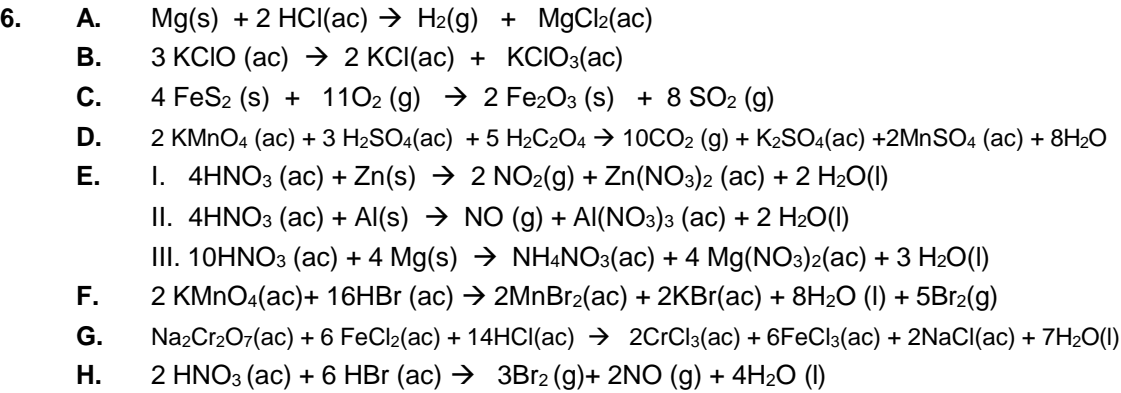 6. A. Mg(s) + 2 HCl(ac) → H₂(g) + MgCl₂(ac)
B. 3 KClO (ac) → 2 KCl(ac) + KClO₃(ac)
C. 4 FeS₂ (s) + 11O₂ (g) → 2 Fe₂O₃ (s) + 8 SO₂ (g)
D. 2 KMnO₄ (ac) + 3 H₂SO₄(ac) + 5 H₂C₂O₄ → 10CO₂ (g) + K₂SO₄(ac) +2MnSO₄ (ac) + 8H₂O
E. I. 4HNO₃ (ac) + Zn(s) → 2 NO₂(g) + Zn(NO₃)₂ (ac) + 2 H₂O(l)
II. 4HNO₃ (ac) + Al(s) → NO (g) + Al(NO₃)₃ (ac) + 2 H₂O(l)
III. 10HNO₃ (ac) + 4 Mg(s) → NH₄NO₃(ac) + 4 Mg(NO₃)₂(ac) + 3 H₂O(l)
F. 2 KMnO₄(ac)+ 16HBr (ac) → 2MnBr₂(ac) + 2KBr(ac) + 8H₂O (l) + 5Br₂(g)
G. Na₂Cr₂O₇(ac) + 6 FeCl₂(ac) + 14HCl(ac) → 2CrCl₃(ac) + 6FeCl₃(ac) + 2NaCl(ac) + 7H₂O(l)
H. 2 HNO₃ (ac) + 6 HBr (ac) → 3Br₂ (g)+ 2NO (g) + 4H₂O (l)